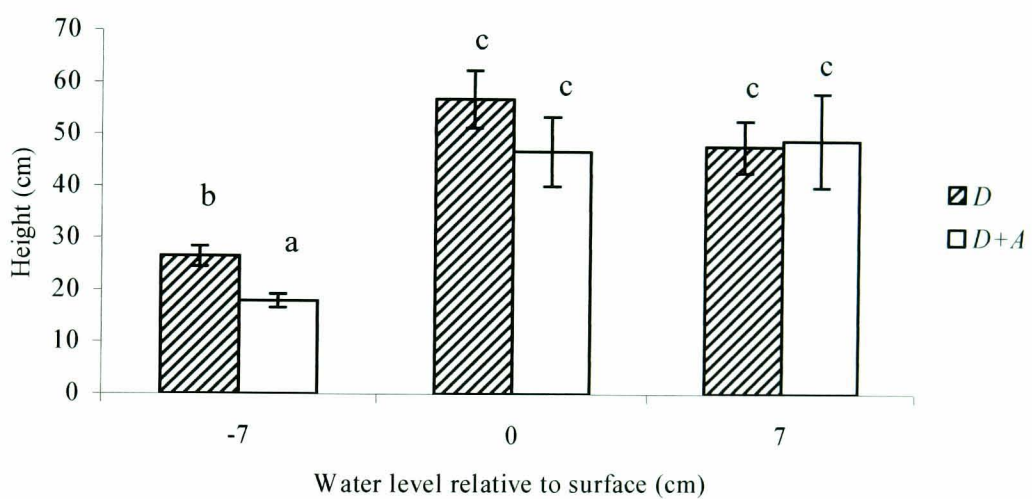 70
60
50
40
30
20
10
0
Height (cm)
b
a
c
c
c
c
D
D+A
-7
0
7
Water level relative to surface (cm)